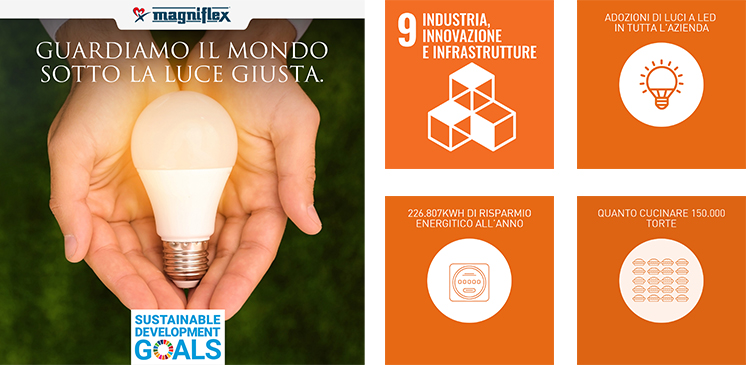 magniflex
GUARDIAMO IL MONDO
SOTTO LA LUCE GIUSTA.
SUSTAINABLE
DEVELOPMENT
GOALS
9 INDUSTRIA,
INNOVAZIONE
E INFRASTRUTTURE
ADOZIONI DI LUCI A LED
IN TUTTA L'AZIENDA
226.807KWH DI RISPARMIO
ENERGITICO ALL'ANNO
QUANTO CUCINARE 150.000
TORTE